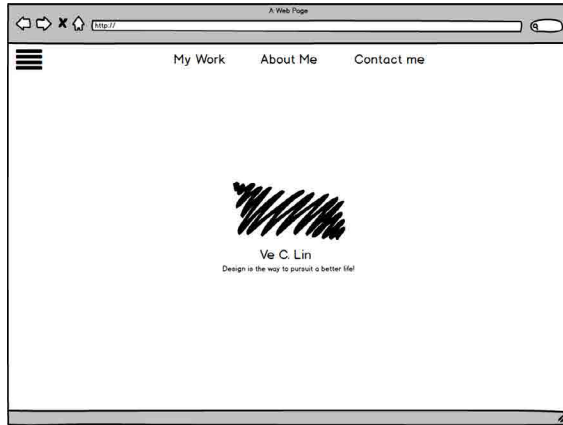 A Web Page
http://
My Work About Me Contact me
Ve C. Lin
Design is the way to pursuit a better life!